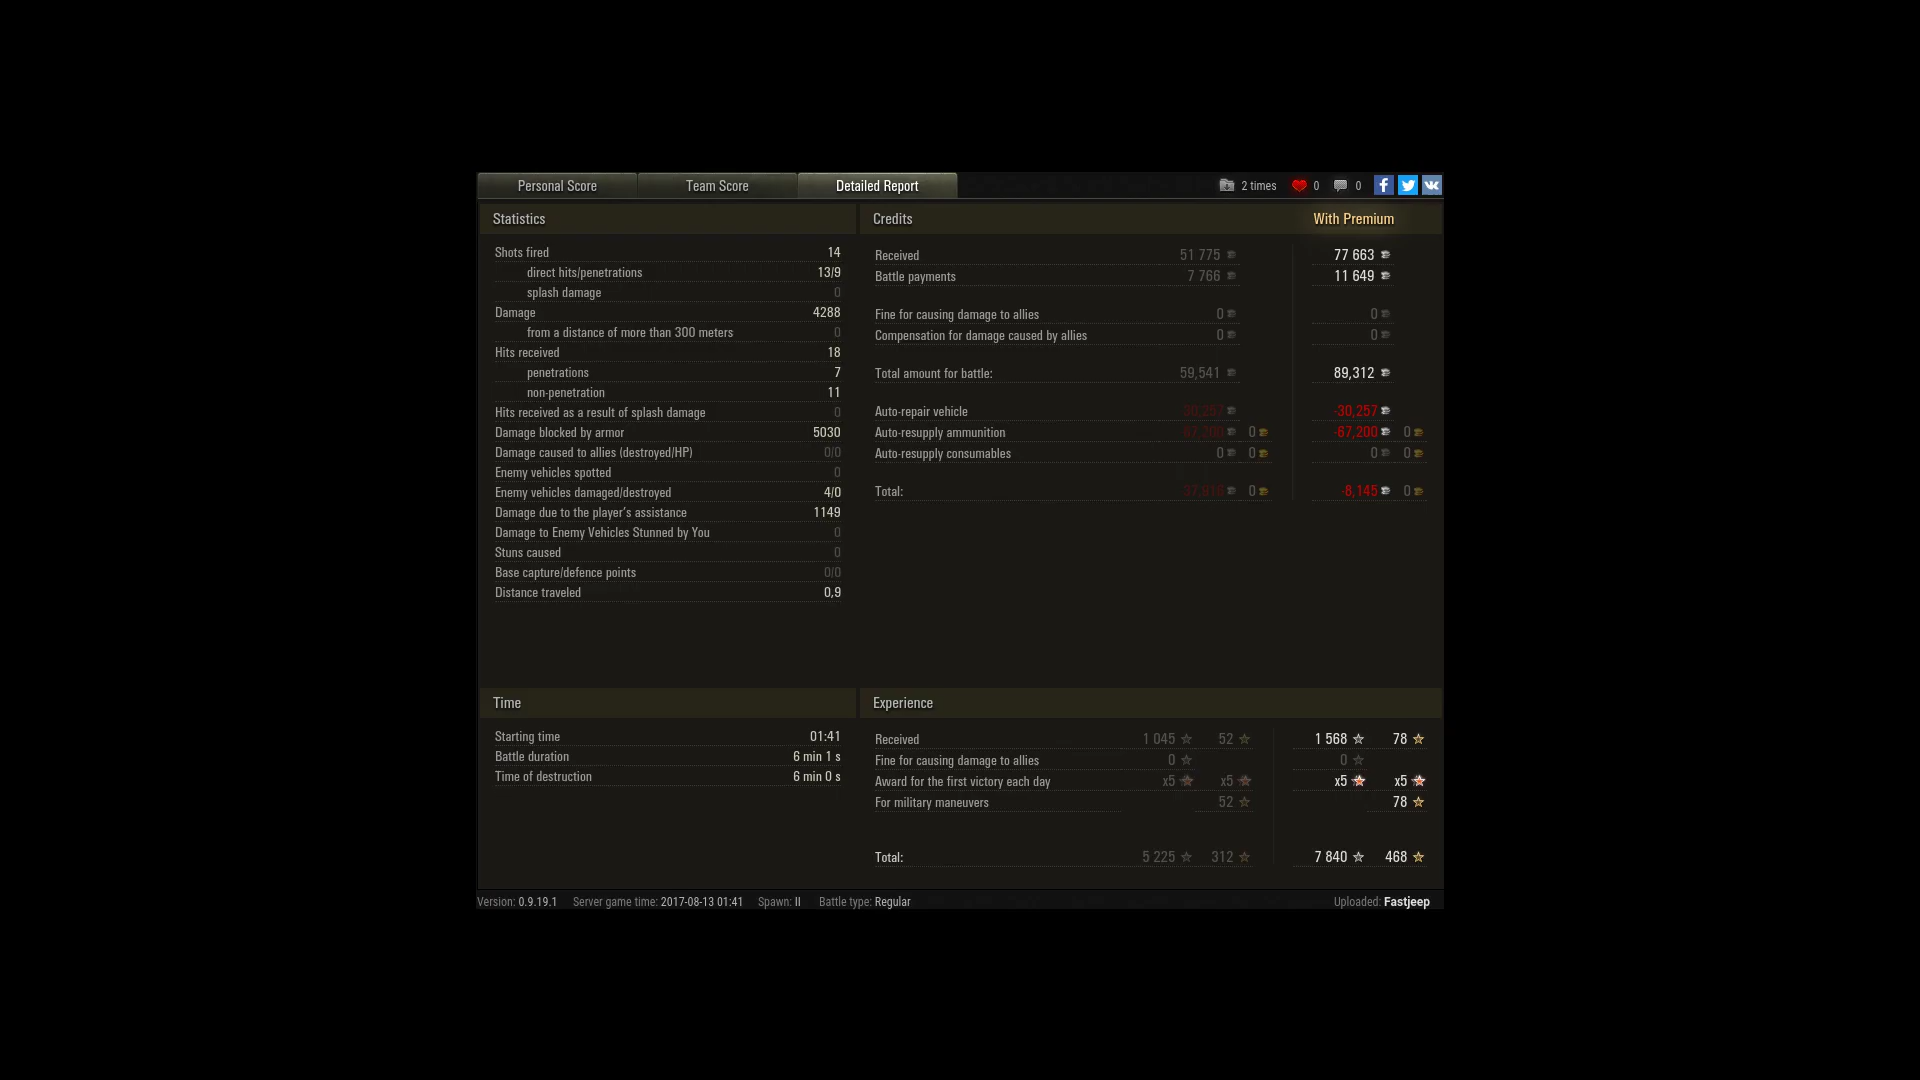 Personal Score Team Score Detailed Report 2 times 0 0
Statistics
Shots fired 14
direct hits/penetrations 13/9
splash damage 0
Damage 4288
from a distance of more than 300 meters 0
Hits received 18
penetrations 7
non-penetration 11
Hits received as a result of splash damage 0
Damage blocked by armor 5030
Damage caused to allies (destroyed/HP) 0/0
Enemy vehicles spotted 0
Enemy vehicles damaged/destroyed 4/0
Damage due to the player's assistance 1149
Damage to Enemy Vehicles Stunned by You 0
Stuns caused 0
Base capture/defence points 0/0
Distance traveled 0,9
Credits With Premium
Received 51 775 77 663
Battle payments 7 766 11 649
Fine for causing damage to allies 0 0
Compensation for damage caused by allies 0 0
Total amount for battle: 59,541 89,312
Auto-repair vehicle -30,257 -30,257
Auto-resupply ammunition -67,200 0 -67,200 0
Auto-resupply consumables 0 0 0 0
Total: -37,916 0 -8,145 0
Time
Starting time 01:41
Battle duration 6 min 1 s
Time of destruction 6 min 0 s
Experience
Received 1 045 52 1 568 78
Fine for causing damage to allies 0 0
Award for the first victory each day x5 x5 x5 x5
For military maneuvers 52 78
Total: 5 225 312 7 840 468
Version: 0.9.19.1 Server game time: 2017-08-13 01:41 Spawn: II Battle type: Regular Uploaded: Fastjeep